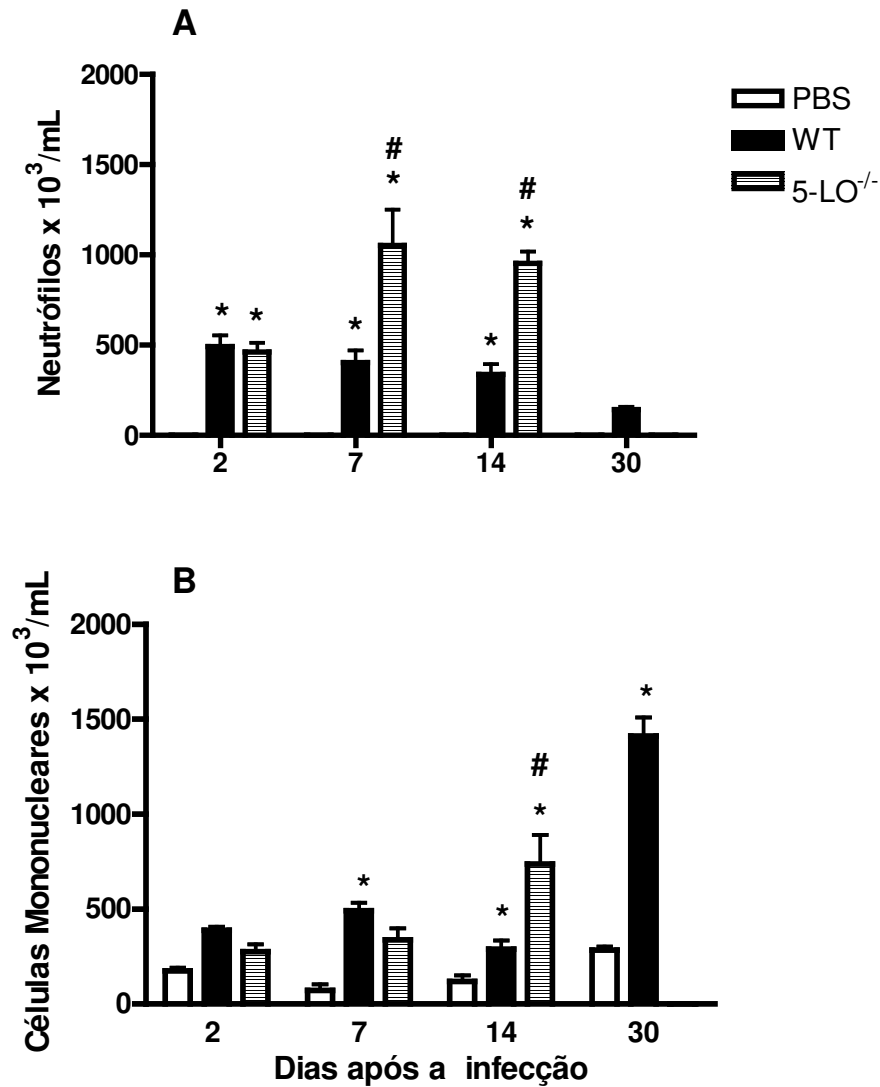 A
Neutrófilos x 10³/mL
2000
1500
1000
500
0
# #
* *
* * * *
2 7 14 30
PBS
WT
5-LO⁻/⁻
B
Células Mononucleares x 10³/mL
2000
1500
1000
500
0
*
#
* * *
2 7 14 30
Dias após a infecção